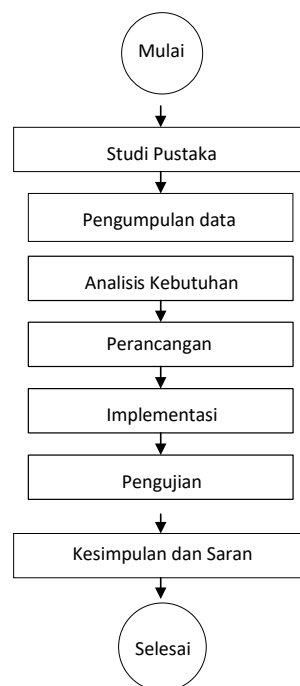 Mulai
Studi Pustaka
Pengumpulan data
Analisis Kebutuhan
Perancangan
Implementasi
Pengujian
Kesimpulan dan Saran
Selesai